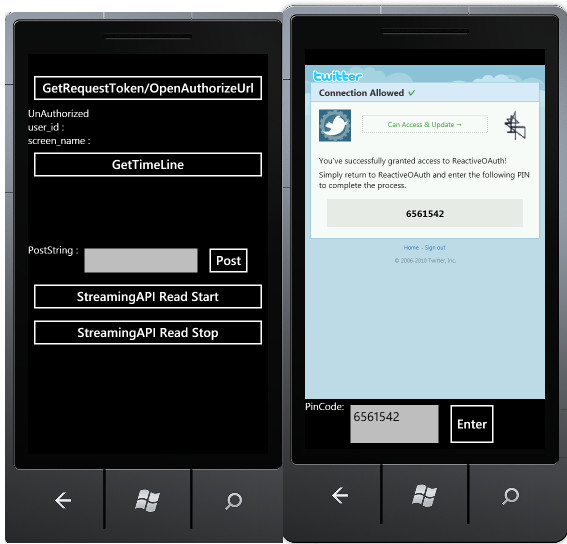 GetRequestToken/OpenAuthorizeUrl
UnAuthorized
user_id :
screen_name :
GetTimeLine
PostString :
Post
StreamingAPI Read Start
StreamingAPI Read Stop
twitter
Connection Allowed ✓
Can Access & Update →
You've successfully granted access to ReactiveOAuth!
Simply return to ReactiveOAuth and enter the following PIN
to complete the process.
6561542
Home - Sign out
© 2006-2010 Twitter, Inc.
PinCode:
6561542
Enter